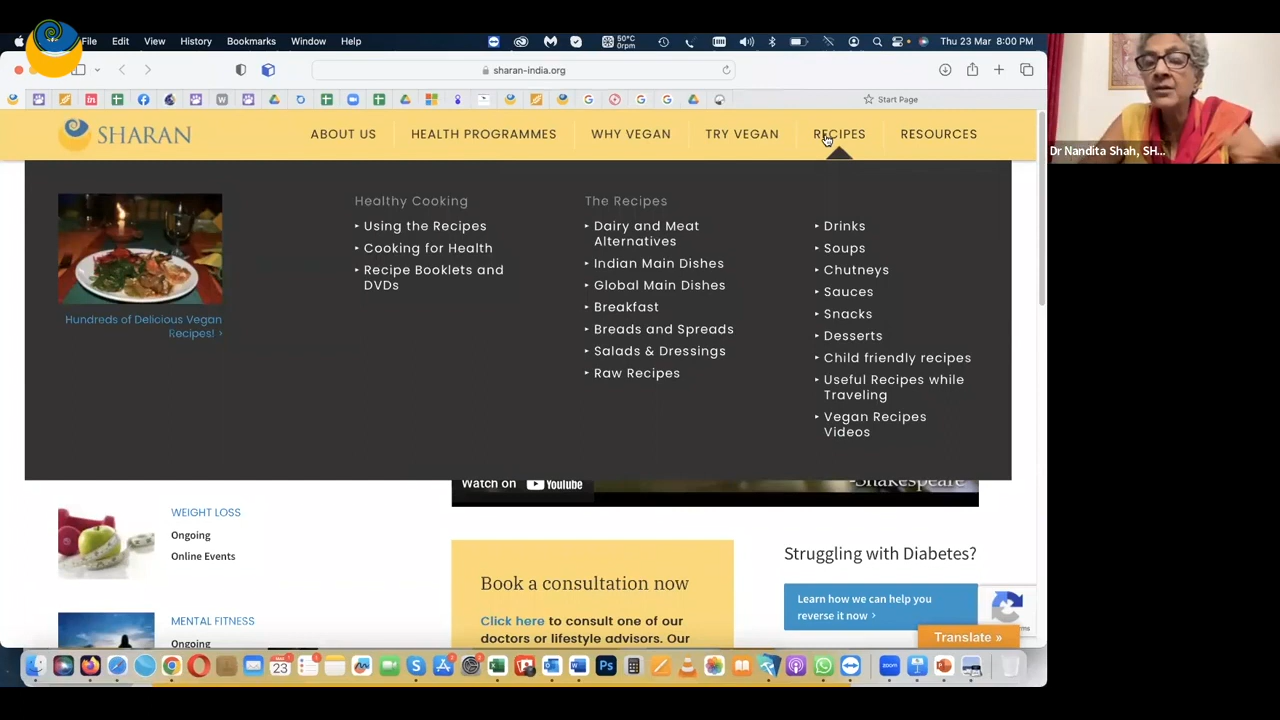 File Edit View History Bookmarks Window Help
50°C
0rpm
Thu 23 Mar 8:00 PM
sharan-india.org
Start Page
SHARAN
ABOUT US
HEALTH PROGRAMMES
WHY VEGAN
TRY VEGAN
RECIPES
RESOURCES
Dr Nandita Shah, SH...
Hundreds of Delicious Vegan
Recipes! ›
Healthy Cooking
Using the Recipes
Cooking for Health
Recipe Booklets and
DVDs
The Recipes
Dairy and Meat
Alternatives
Indian Main Dishes
Global Main Dishes
Breakfast
Breads and Spreads
Salads & Dressings
Raw Recipes
Drinks
Soups
Chutneys
Sauces
Snacks
Desserts
Child friendly recipes
Useful Recipes while
Traveling
Vegan Recipes
Videos
Watch on YouTube
-Shakespeare
WEIGHT LOSS
Ongoing
Online Events
MENTAL FITNESS
Ongoing
Book a consultation now
Click here to consult one of our
doctors or lifestyle advisors. Our
Struggling with Diabetes?
Learn how we can help you
reverse it now ›
Translate »
MAR
23
zoom